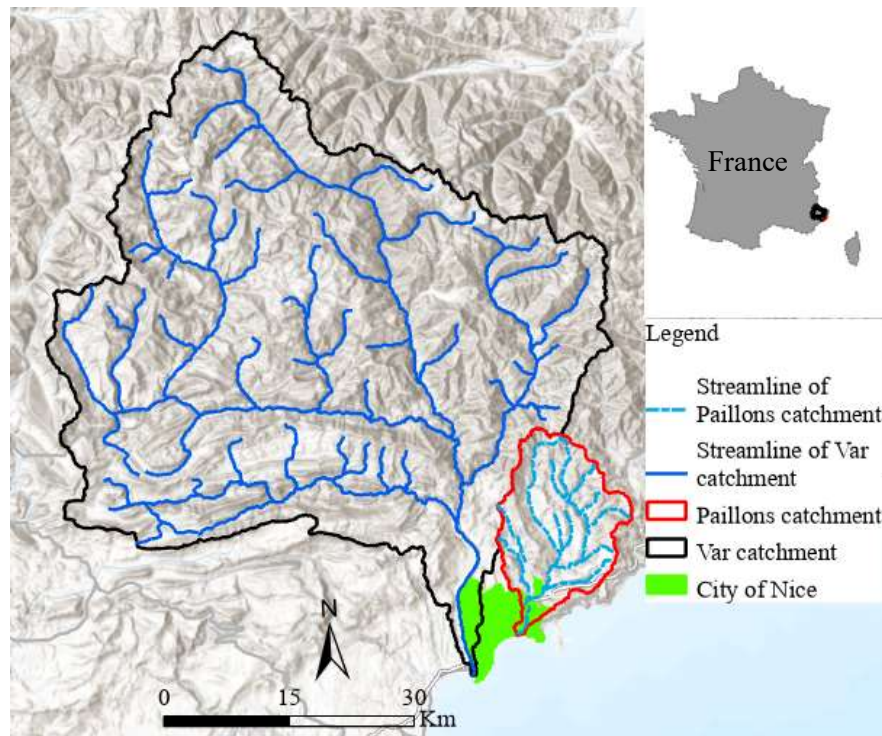 France
Legend
Streamline of
Paillons catchment
Streamline of Var
catchment
Paillons catchment
Var catchment
City of Nice
N
0 15 30
Km